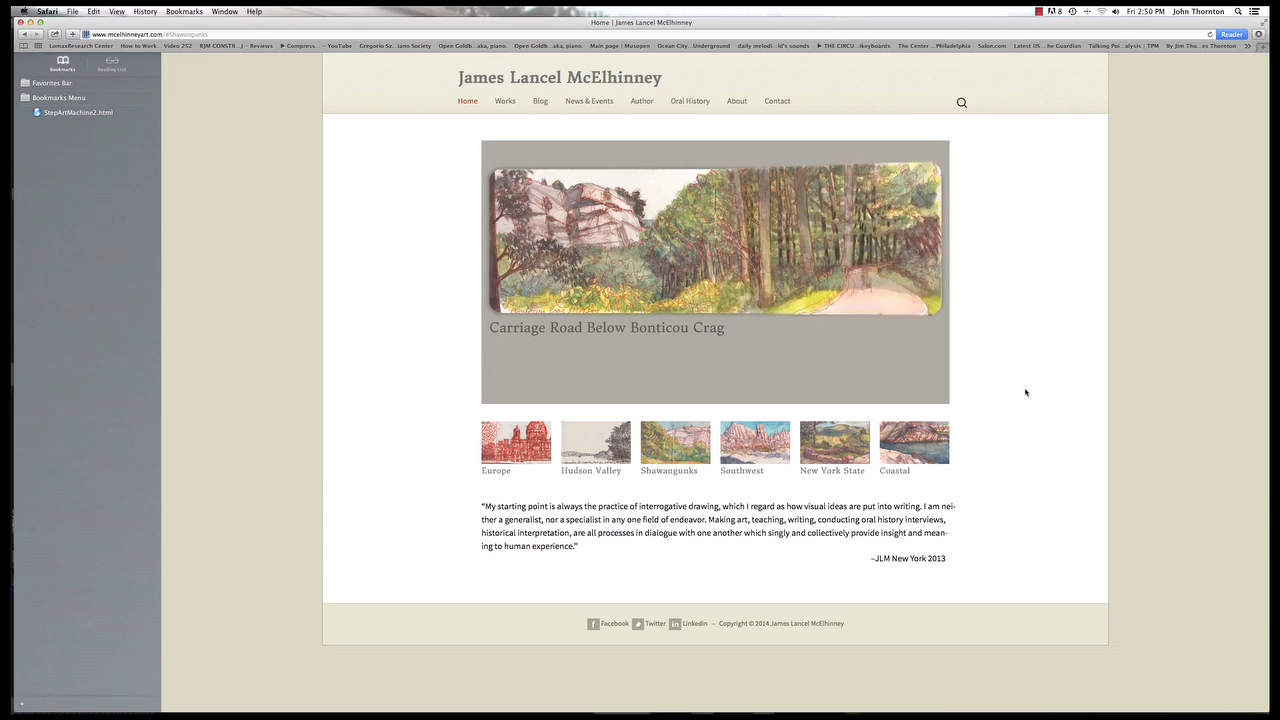 Safari File Edit View History Bookmarks Window Help
8 Fri 2:50 PM John Thornton
Home | James Lancel McElhinney
www.mcelhinneyart.com/#Shawangunks
Reader
LomaxResearch Center How to Work.. Video 252 RJM CONSTR...) – Reviews ▶ Compress... – YouTube Gregorio Sz...iano Society Open Goldb...aka, piano. Open Goldb...aka, piano. Main page | Musopen Ocean City...Underground daily melodi...ld's sounds ▶ THE CIRCU...ikeyboards The Center... Philadelphia Salon.com Latest US ...he Guardian Talking Poi...alysis | TPM By Jim Tho...es Thornton
Bookmarks Reading List
Favorites Bar
Bookmarks Menu
StepArtMachine2.html
James Lancel McElhinney
Home Works Blog News & Events Author Oral History About Contact
Carriage Road Below Bonticou Crag
Europe Hudson Valley Shawangunks Southwest New York State Coastal
“My starting point is always the practice of interrogative drawing, which I regard as how visual ideas are put into writing. I am nei-
ther a generalist, nor a specialist in any one field of endeavor. Making art, teaching, writing, conducting oral history interviews,
historical interpretation, are all processes in dialogue with one another which singly and collectively provide insight and mean-
ing to human experience.”
–JLM New York 2013
Facebook Twitter Linkedin – Copyright © 2014 James Lancel McElhinney